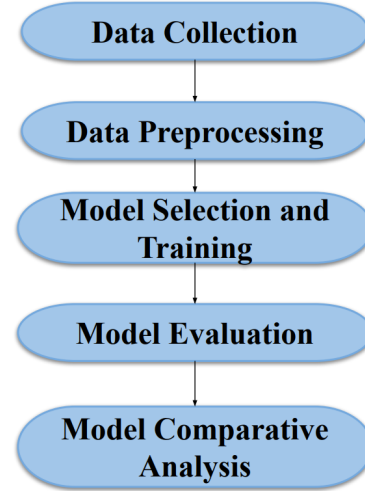 Data Collection
Data Preprocessing
Model Selection and
Training
Model Evaluation
Model Comparative
Analysis